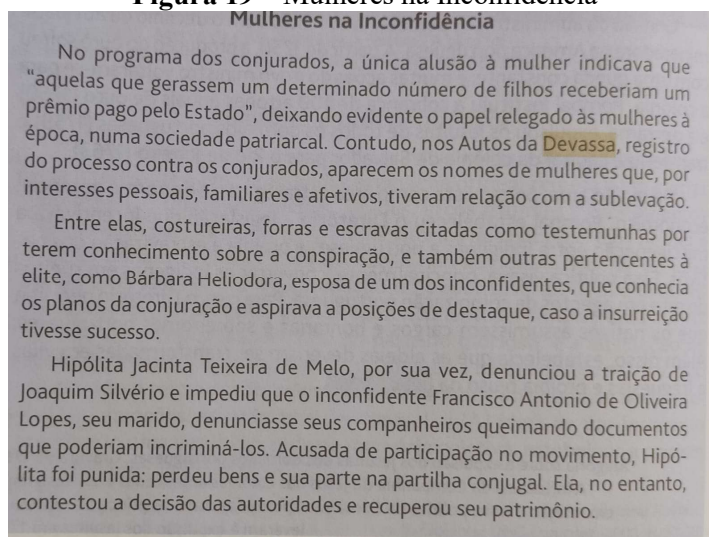 Figura 19 – Mulheres na Inconfidência
Mulheres na Inconfidência
No programa dos conjurados, a única alusão à mulher indicava que
"aquelas que gerassem um determinado número de filhos receberiam um
prêmio pago pelo Estado", deixando evidente o papel relegado às mulheres à
época, numa sociedade patriarcal. Contudo, nos Autos da Devassa, registro
do processo contra os conjurados, aparecem os nomes de mulheres que, por
interesses pessoais, familiares e afetivos, tiveram relação com a sublevação.
Entre elas, costureiras, forras e escravas citadas como testemunhas por
terem conhecimento sobre a conspiração, e também outras pertencentes à
elite, como Bárbara Heliodora, esposa de um dos inconfidentes, que conhecia
os planos da conjuração e aspirava a posições de destaque, caso a insurreição
tivesse sucesso.
Hipólita Jacinta Teixeira de Melo, por sua vez, denunciou a traição de
Joaquim Silvério e impediu que o inconfidente Francisco Antonio de Oliveira
Lopes, seu marido, denunciasse seus companheiros queimando documentos
que poderiam incriminá-los. Acusada de participação no movimento, Hipó-
lita foi punida: perdeu bens e sua parte na partilha conjugal. Ela, no entanto,
contestou a decisão das autoridades e recuperou seu patrimônio.